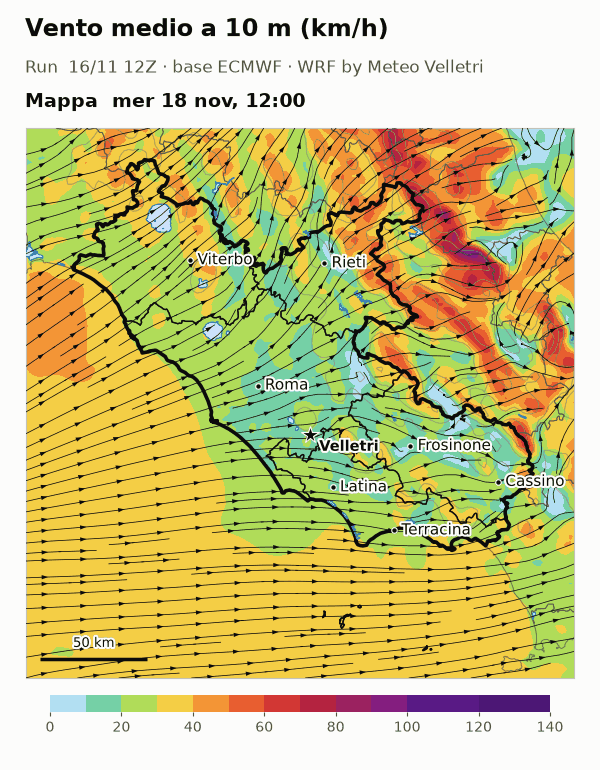 Vento medio a 10 m (km/h)
Run  16/11 12Z · base ECMWF · WRF by Meteo Velletri
Mappa  mer 18 nov, 12:00
Viterbo
Rieti
Roma
Velletri
Frosinone
Latina
Cassino
Terracina
50 km
0 20 40 60 80 100 120 140